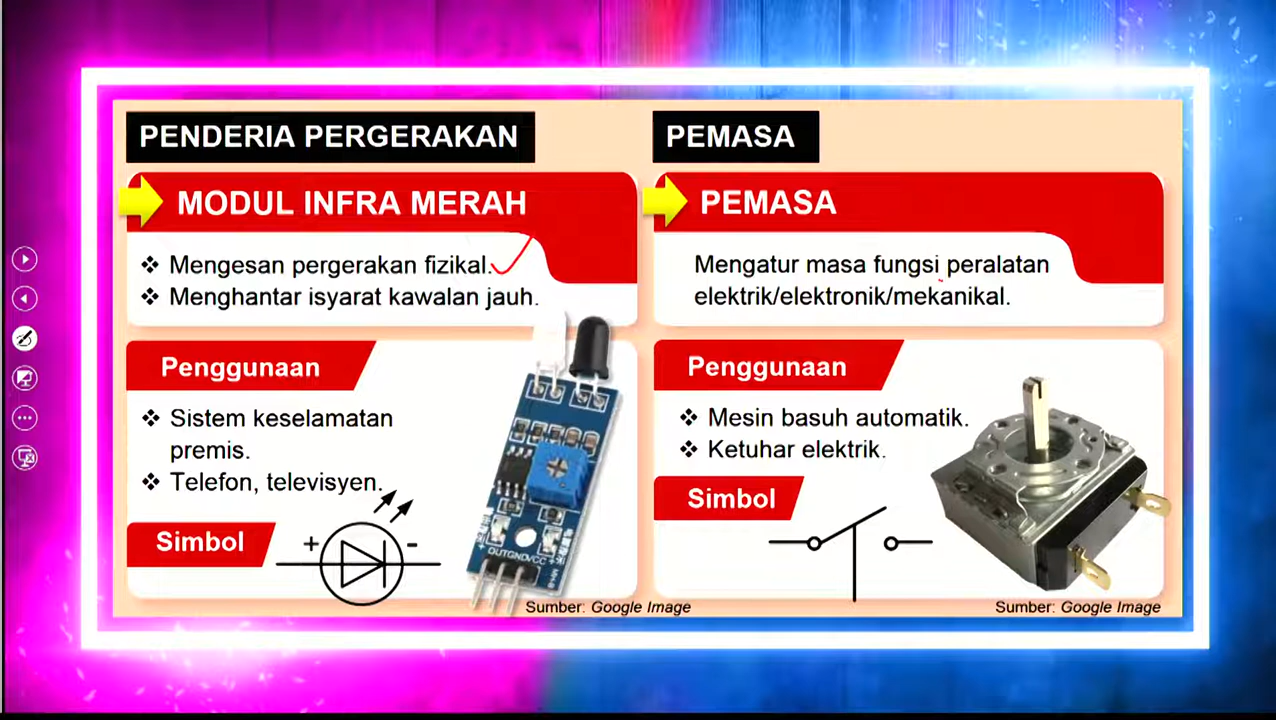 PENDERIA PERGERAKAN
MODUL INFRA MERAH
❖ Mengesan pergerakan fizikal.
❖ Menghantar isyarat kawalan jauh.
Penggunaan
❖ Sistem keselamatan
premis.
❖ Telefon, televisyen.
Simbol
+ -
OUTGNDVCC
Sumber: Google Image
PEMASA
PEMASA
Mengatur masa fungsi peralatan
elektrik/elektronik/mekanikal.
Penggunaan
❖ Mesin basuh automatik.
❖ Ketuhar elektrik.
Simbol
Sumber: Google Image